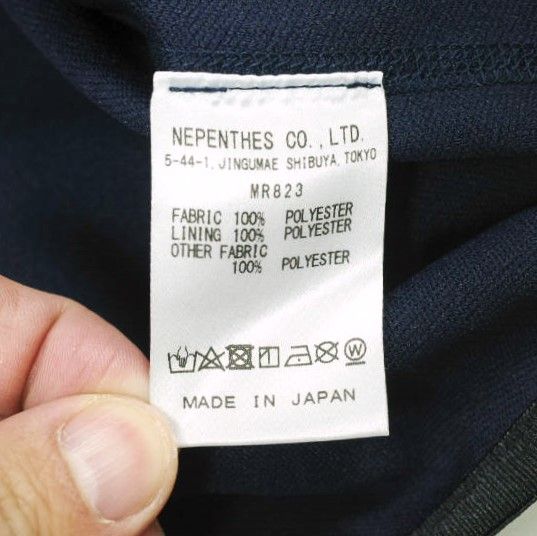 NEPENTHES CO.,LTD.
5-44-1, JINGUMAE SHIBUYA, TOKYO
MR823
FABRIC 100% POLYESTER
LINING 100% POLYESTER
OTHER FABRIC
100% POLYESTER
W
MADE IN JAPAN